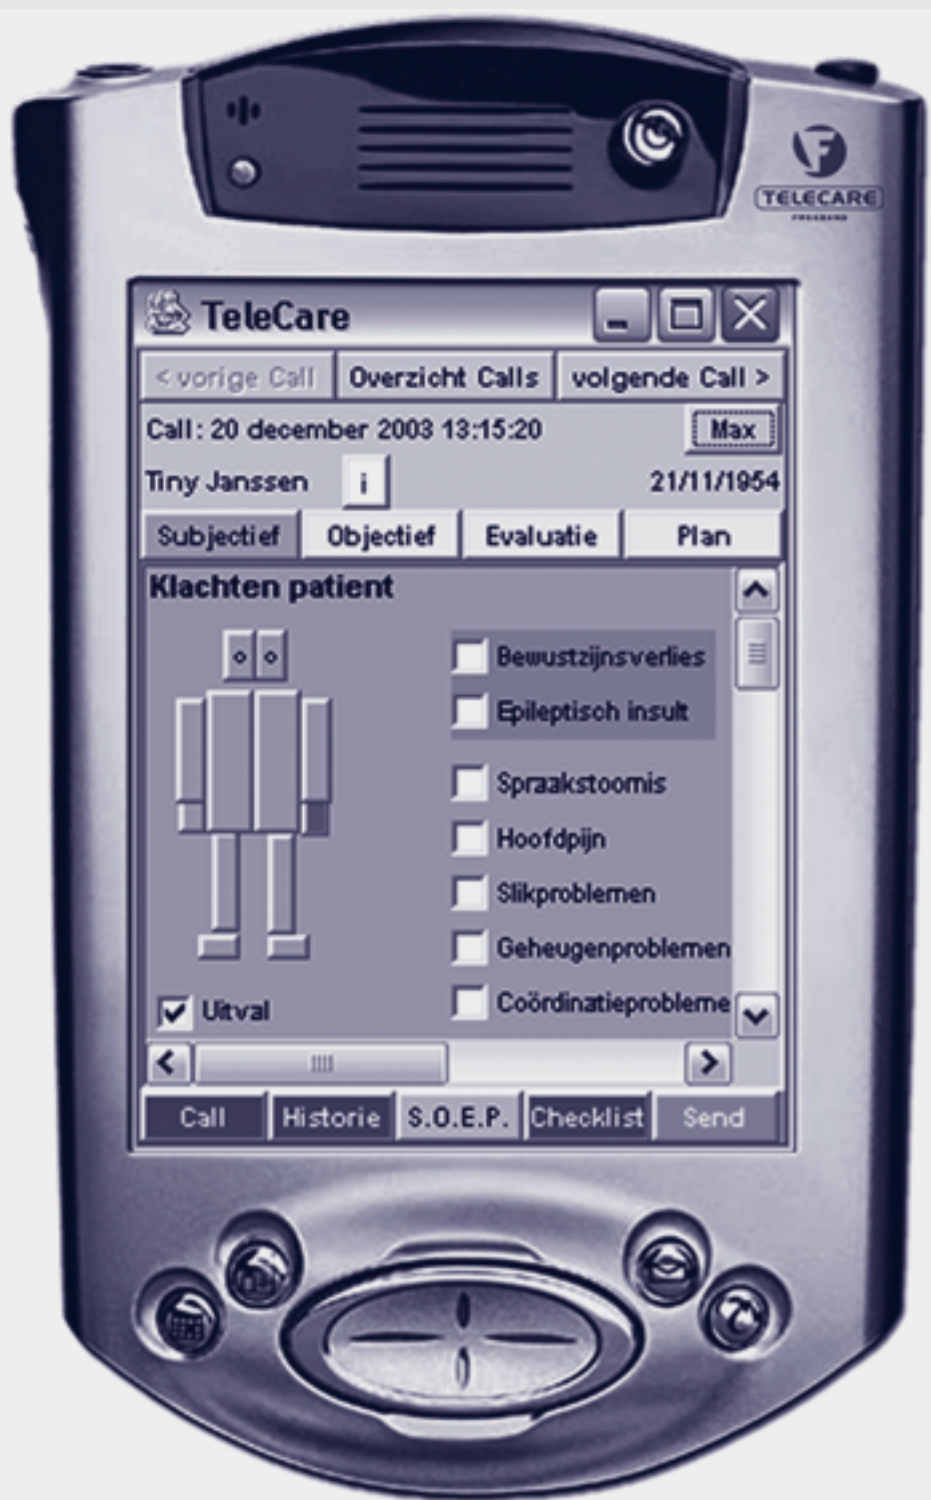 F
TELECARE
FREEBAND
TeleCare
< vorige Call Overzicht Calls volgende Call >
Call: 20 december 2003 13:15:20 Max
Tiny Janssen i 21/11/1954
Subjectief Objectief Evaluatie Plan
Klachten patient
Bewustzijnsverlies
Epileptisch insult
Spraakstoornis
Hoofdpijn
Slikproblemen
Geheugenproblemen
Coördinatieprobleme
Uitval
Call Historie S.O.E.P. Checklist Send